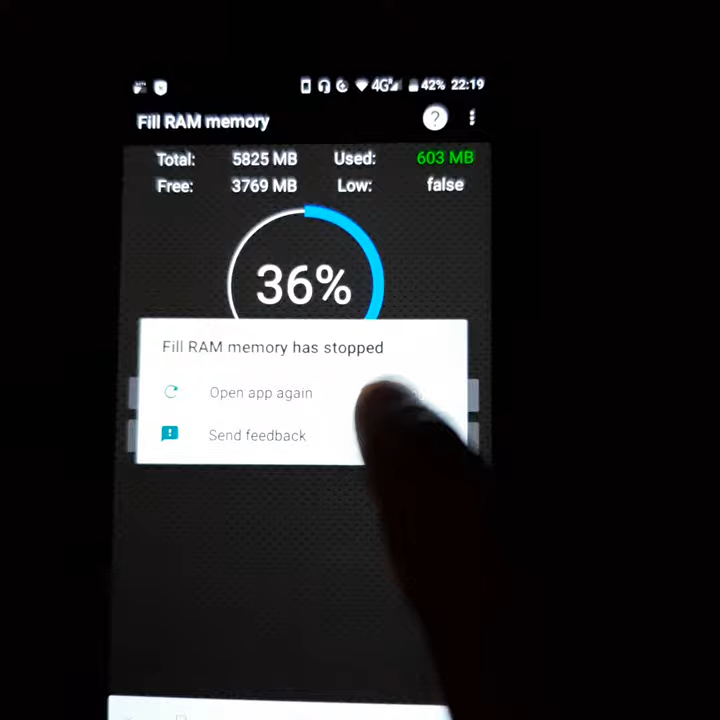 4G 42% 22:19
Fill RAM memory ?
Total: 5825 MB Used: 603 MB
Free: 3769 MB Low: false
36%
Fill RAM memory has stopped
Open app again
Send feedback